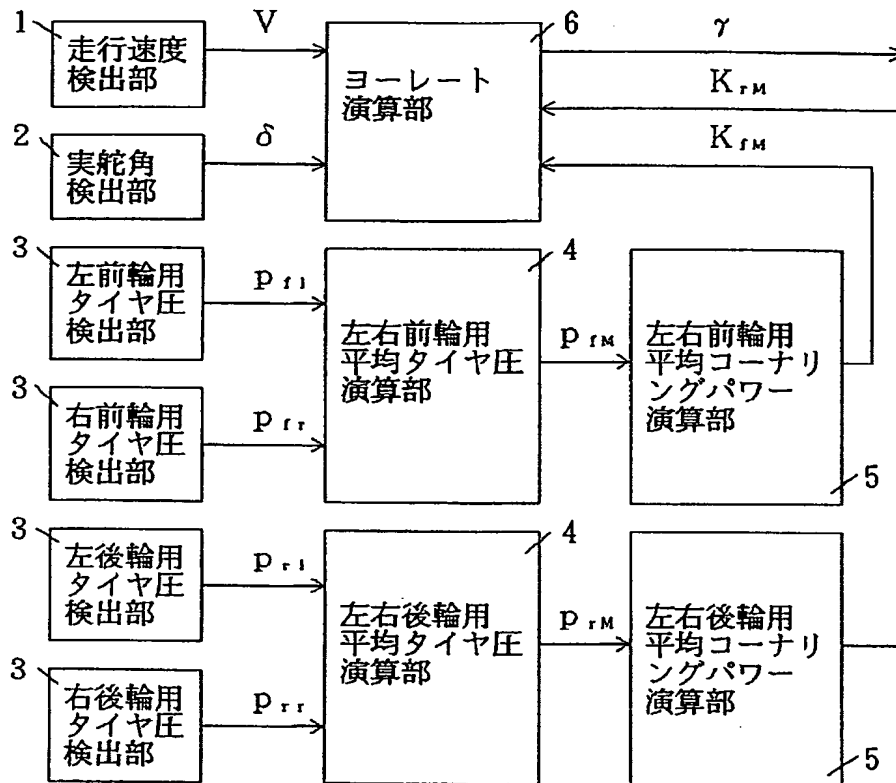 1
走行速度
検出部
V
6
ヨーレート
演算部
γ
K_rM
K_fM
2
実舵角
検出部
δ
3
左前輪用
タイヤ圧
検出部
p_fl
4
左右前輪用
平均タイヤ圧
演算部
p_fM
左右前輪用
平均コーナリ
ングパワー
演算部
5
3
右前輪用
タイヤ圧
検出部
p_fr
3
左後輪用
タイヤ圧
検出部
p_rl
4
左右後輪用
平均タイヤ圧
演算部
p_rM
左右後輪用
平均コーナリ
ングパワー
演算部
5
3
右後輪用
タイヤ圧
検出部
p_rr